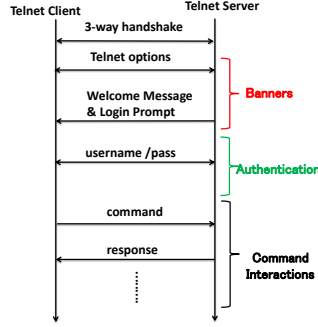 Telnet Client
Telnet Server
3-way handshake
Telnet options
Banners
Welcome Message
& Login Prompt
username /pass
Authentication
command
response
Command
Interactions